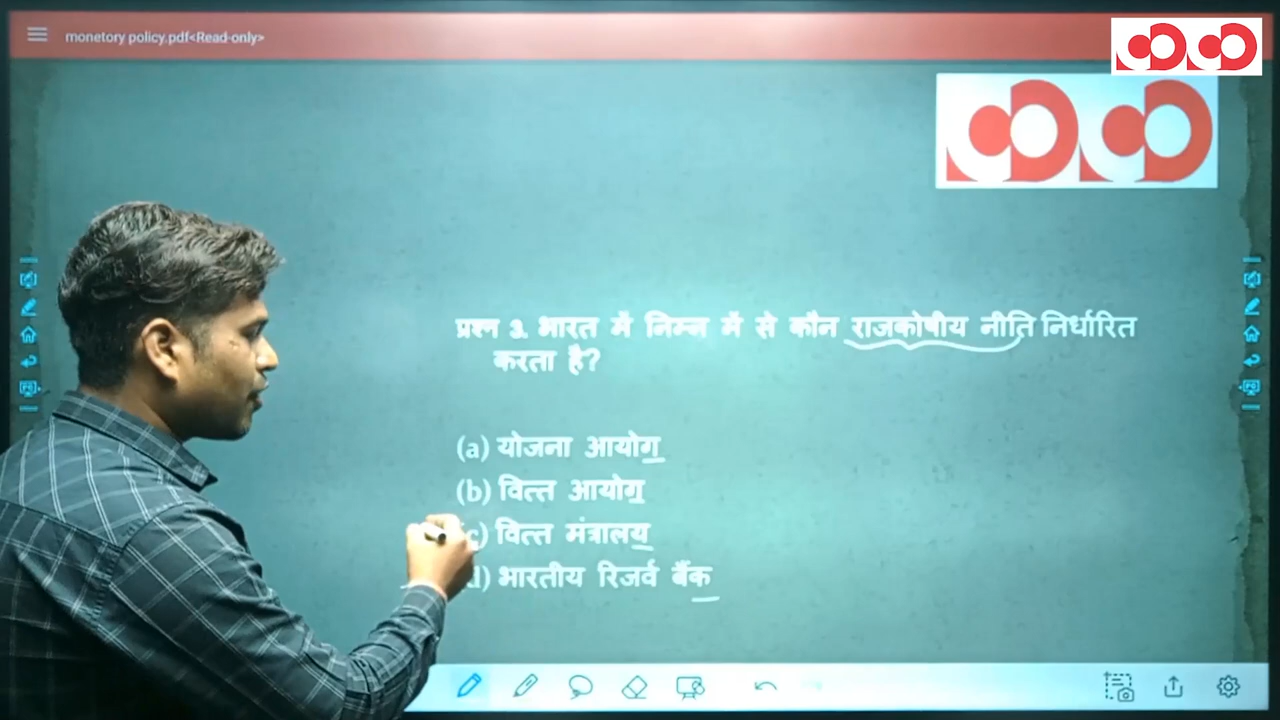 monetory policy.pdf<Read-only>
प्रश्न 3. भारत में निम्न में से कौन राजकोषीय नीति निर्धारित
करता है?
(a) योजना आयोग
(b) वित्त आयोग
c) वित्त मंत्रालय
d) भारतीय रिजर्व बैंक